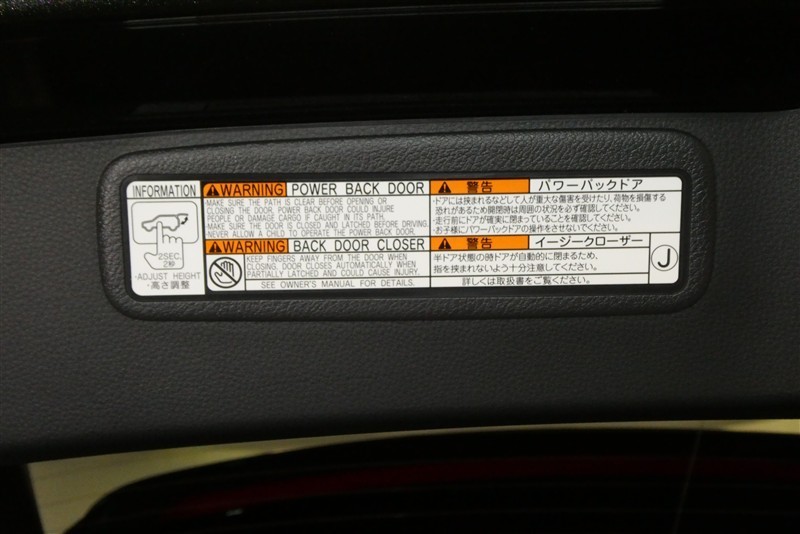 INFORMATION
2SEC.
2秒
·ADJUST HEIGHT
·高さ調整
WARNING POWER BACK DOOR
·MAKE SURE THE PATH IS CLEAR BEFORE OPENING OR
CLOSING THE DOOR. POWER BACK DOOR COULD INJURE
PEOPLE OR DAMAGE CARGO IF CAUGHT IN ITS PATH.
·MAKE SURE THE DOOR IS CLOSED AND LATCHED BEFORE DRIVING.
·NEVER ALLOW A CHILD TO OPERATE THE POWER BACK DOOR.
WARNING BACK DOOR CLOSER
KEEP FINGERS AWAY FROM THE DOOR WHEN
CLOSING. DOOR CLOSES AUTOMATICALLY WHEN
PARTIALLY LATCHED AND COULD CAUSE INJURY.
SEE OWNER'S MANUAL FOR DETAILS.
警告 パワーバックドア
·ドアには挟まれるなどして人が重大な傷害を受けたり、荷物を損傷する
恐れがあるため開閉時は周囲の状況を必ず確認してください。
·走行前にドアが確実に閉まっていることを確認してください。
·お子様にパワーバックドアの操作をさせないでください。
警告 イージークローザー
半ドア状態の時ドアが自動的に閉まるため、
指を挟まれないよう十分注意してください。
詳しくは取扱書をご覧ください。
J